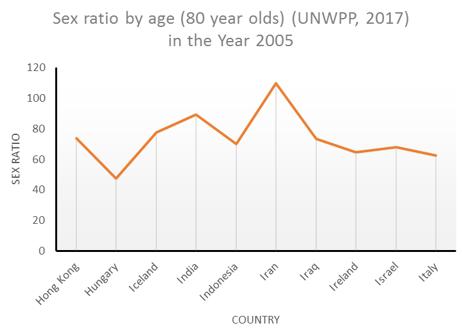 Sex ratio by age (80 year olds) (UNWPP, 2017)
in the Year 2005
120
100
80
60
40
20
0
SEX RATIO
Hong Kong
Hungary
Iceland
India
Indonesia
Iran
Iraq
Ireland
Israel
Italy
COUNTRY